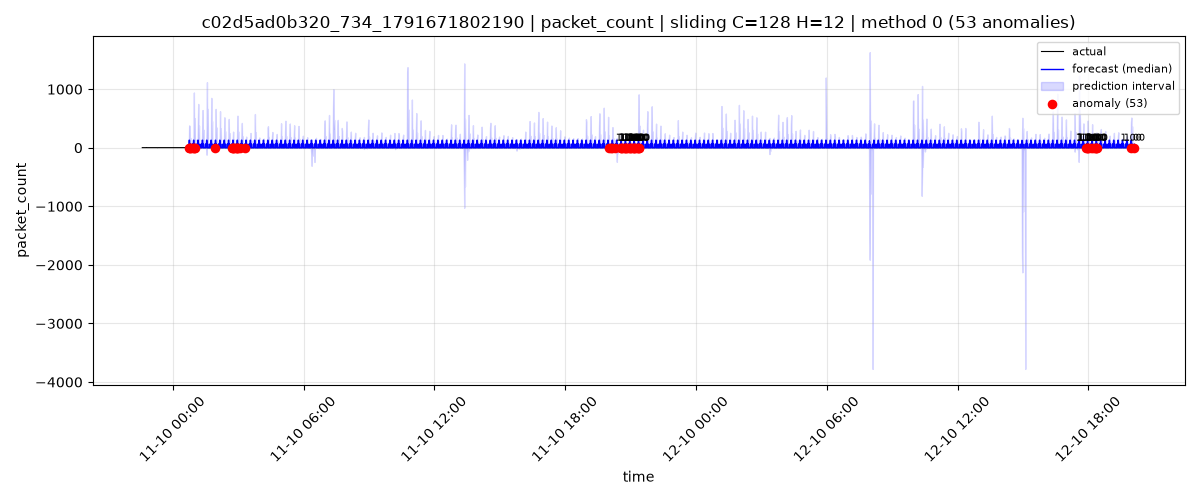 c02d5ad0b320_734_1791671802190 | packet_count | sliding C=128 H=12 | method 0 (53 anomalies)
packet_count
1000
0
−1000
−2000
−3000
−4000
actual
forecast (median)
prediction interval
anomaly (53)
11-10 00:00
11-10 06:00
11-10 12:00
11-10 18:00
12-10 00:00
12-10 06:00
12-10 12:00
12-10 18:00
time